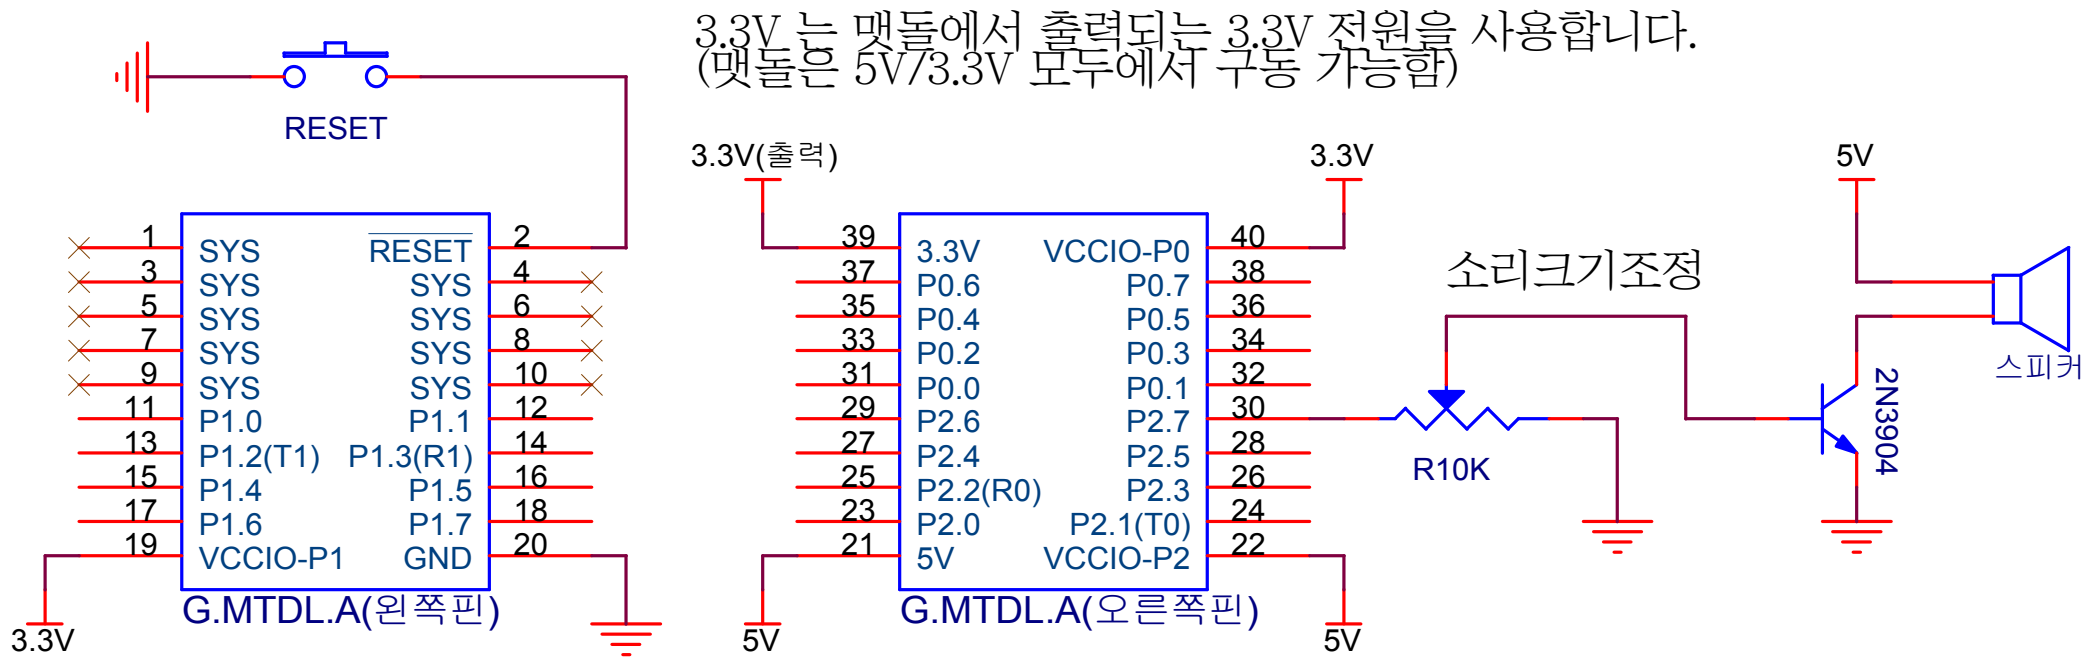 3.3V 는 맷돌에서 출력되는 3.3V 전원을 사용합니다.
(맷돌은 5V/3.3V 모두에서 구동 가능함)
RESET
1 SYS RESET 2
3 SYS SYS 4
5 SYS SYS 6
7 SYS SYS 8
9 SYS SYS 10
11 P1.0 P1.1 12
13 P1.2(T1) P1.3(R1) 14
15 P1.4 P1.5 16
17 P1.6 P1.7 18
19 VCCIO-P1 GND 20
G.MTDL.A(왼쪽핀)
3.3V
3.3V(출력)
3.3V
39 3.3V VCCIO-P0 40
37 P0.6 P0.7 38
35 P0.4 P0.5 36
33 P0.2 P0.3 34
31 P0.0 P0.1 32
29 P2.6 P2.7 30
27 P2.4 P2.5 28
25 P2.2(R0) P2.3 26
23 P2.0 P2.1(T0) 24
21 5V VCCIO-P2 22
G.MTDL.A(오른쪽핀)
5V
5V
소리크기조정
R10K
5V
스피커
2N3904